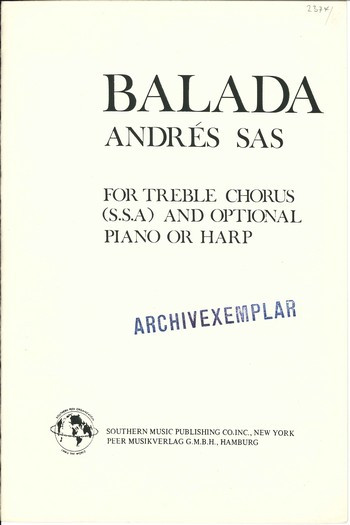 BALADA
ANDRÉS SAS
FOR TREBLE CHORUS
(S.S.A) AND OPTIONAL
PIANO OR HARP
ARCHIVEXEMPLAR
SOUTHERN MUSIC PUBLISHING CO.INC., NEW YORK
PEER MUSIKVERLAG G.M.B.H., HAMBURG